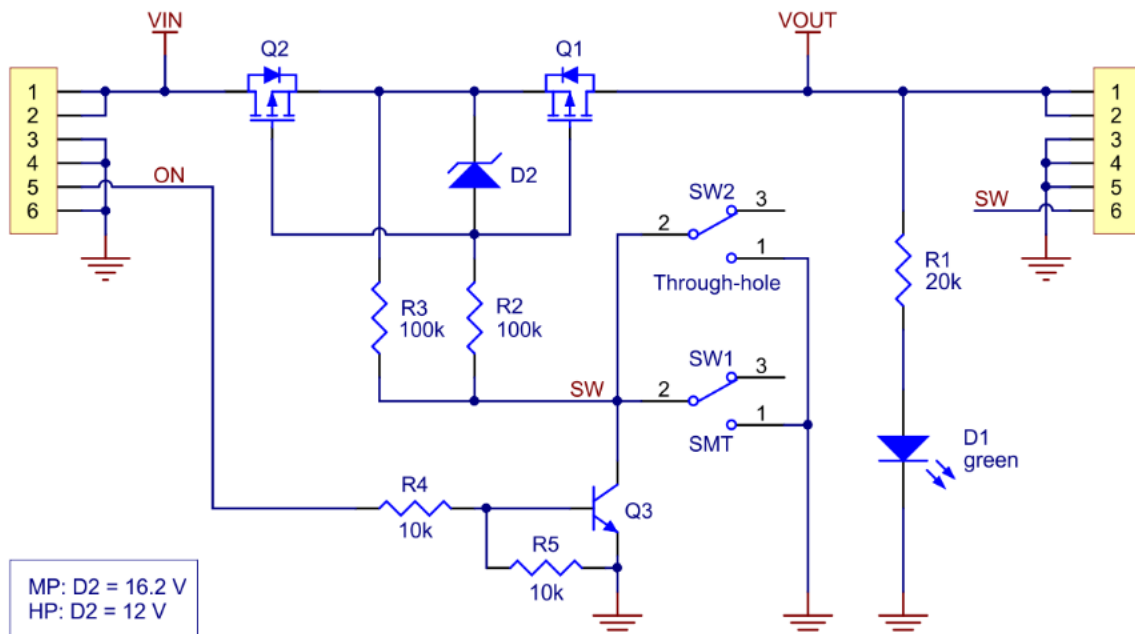 VIN
VOUT
Q2
Q1
1
2
3
4
5
6
ON
D2
SW2
3
2
1
Through-hole
SW
1
2
3
4
5
6
R3
100k
R2
100k
R1
20k
SW
SW1
3
2
1
SMT
D1
green
R4
10k
Q3
R5
10k
MP: D2 = 16.2 V
HP: D2 = 12 V